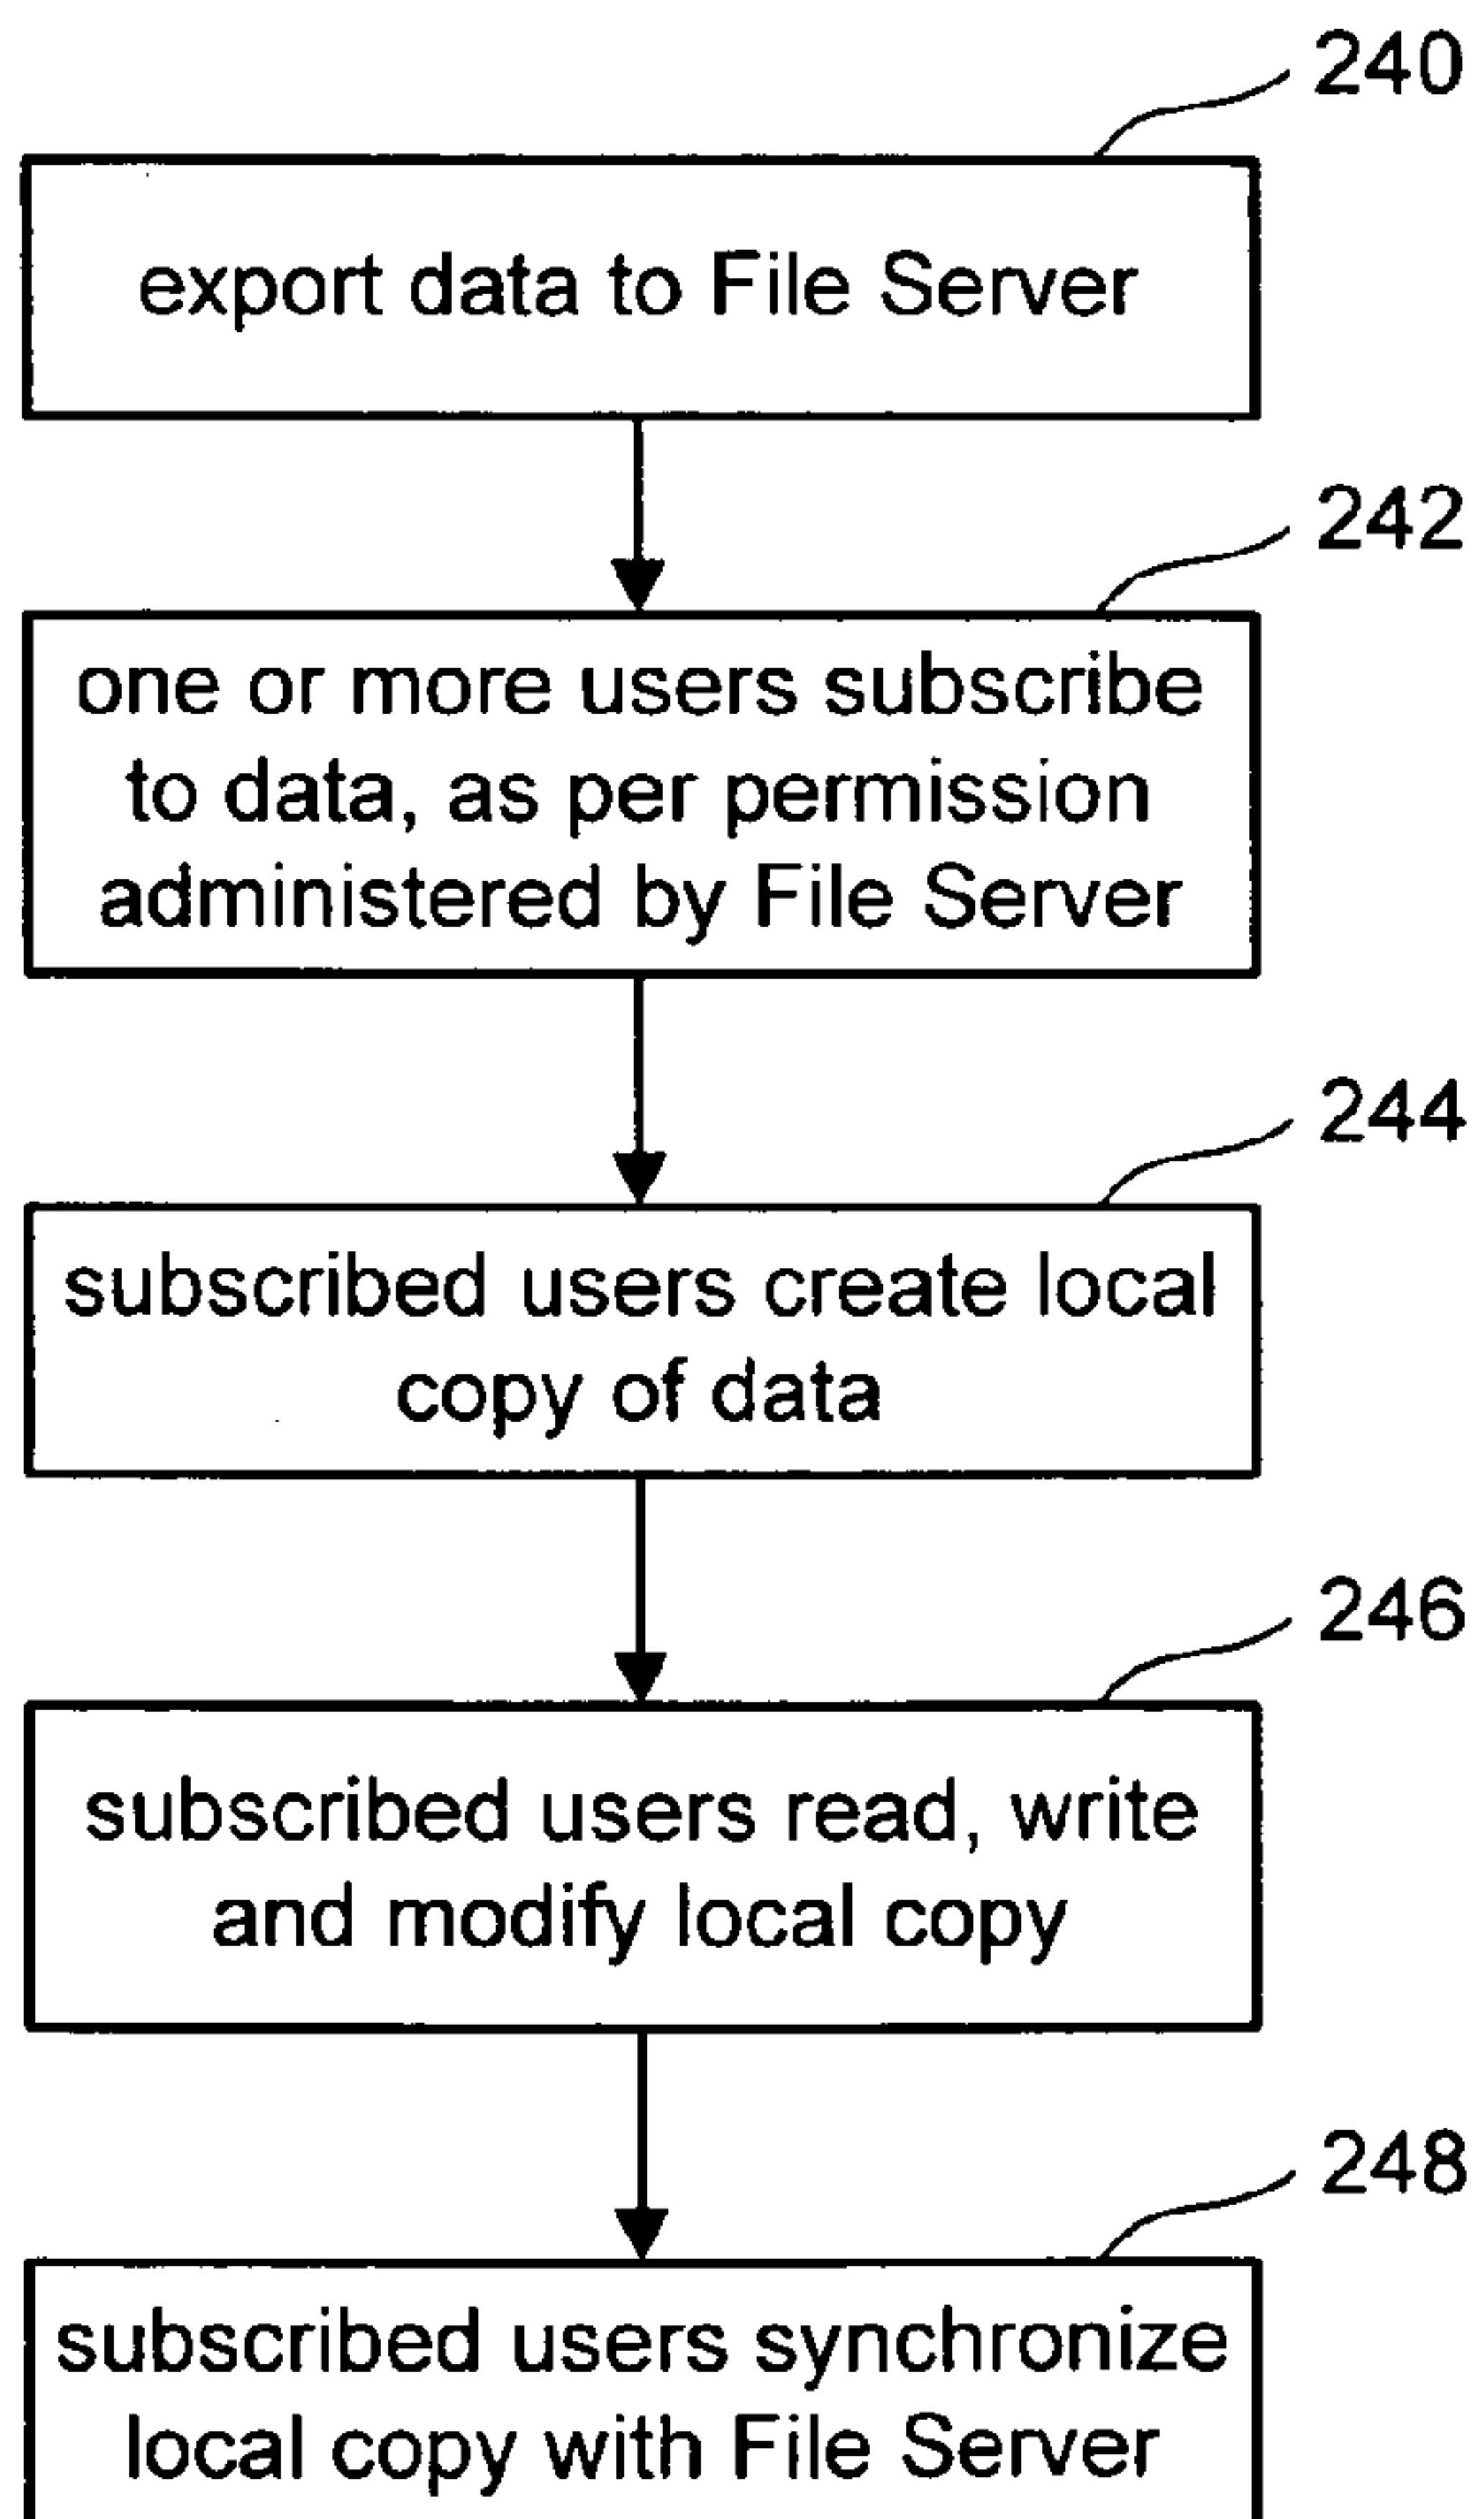 240
export data to File Server
242
one or more users subscribe
to data, as per permission
administered by File Server
244
subscribed users create local
copy of data
246
subscribed users read, write
and modify local copy
248
subscribed users synchronize
local copy with File Server